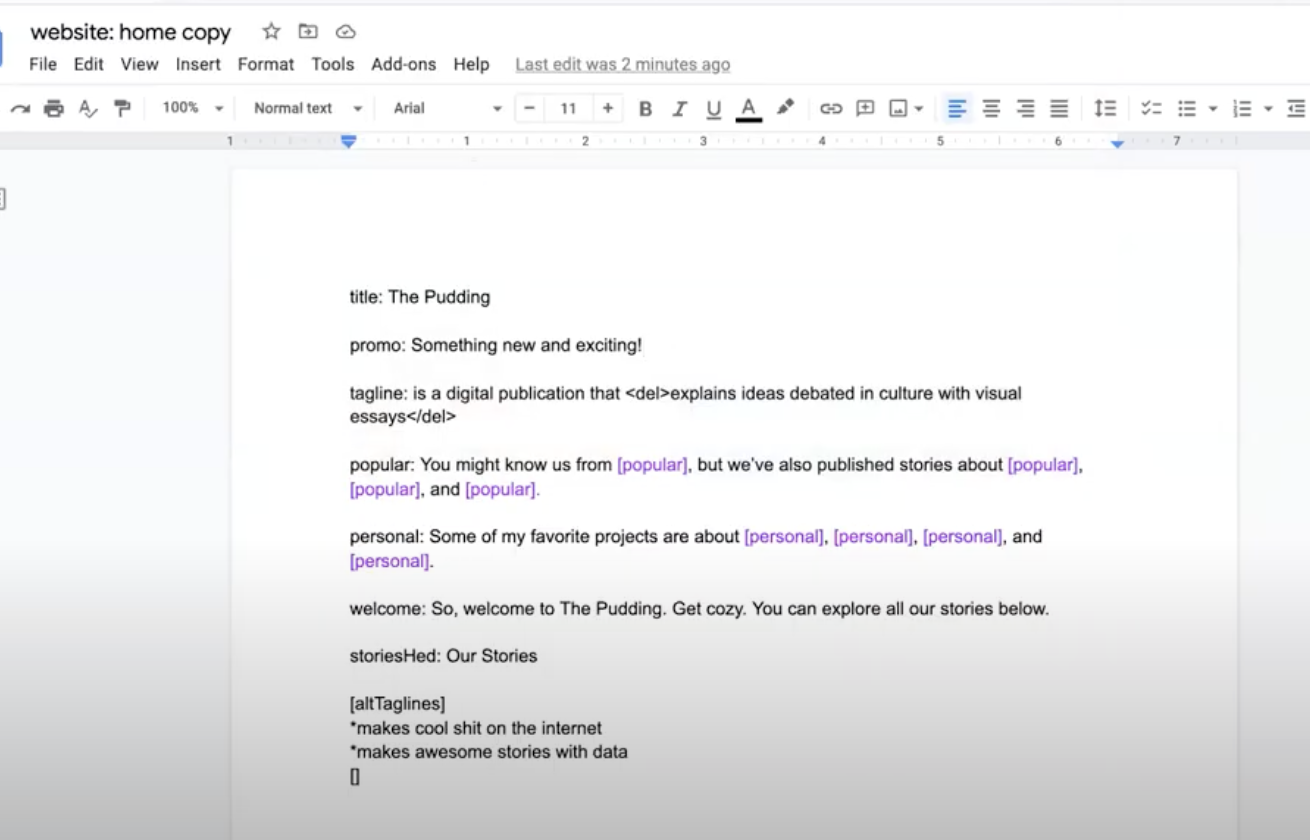 website: home copy
File Edit View Insert Format Tools Add-ons Help Last edit was 2 minutes ago
100% Normal text Arial − 11 + B I U A
1 1 2 3 4 5 6 7
title: The Pudding
promo: Something new and exciting!
tagline: is a digital publication that <del>explains ideas debated in culture with visual
essays</del>
popular: You might know us from [popular], but we've also published stories about [popular],
[popular], and [popular].
personal: Some of my favorite projects are about [personal], [personal], [personal], and
[personal].
welcome: So, welcome to The Pudding. Get cozy. You can explore all our stories below.
storiesHed: Our Stories
[altTaglines]
*makes cool shit on the internet
*makes awesome stories with data
[]